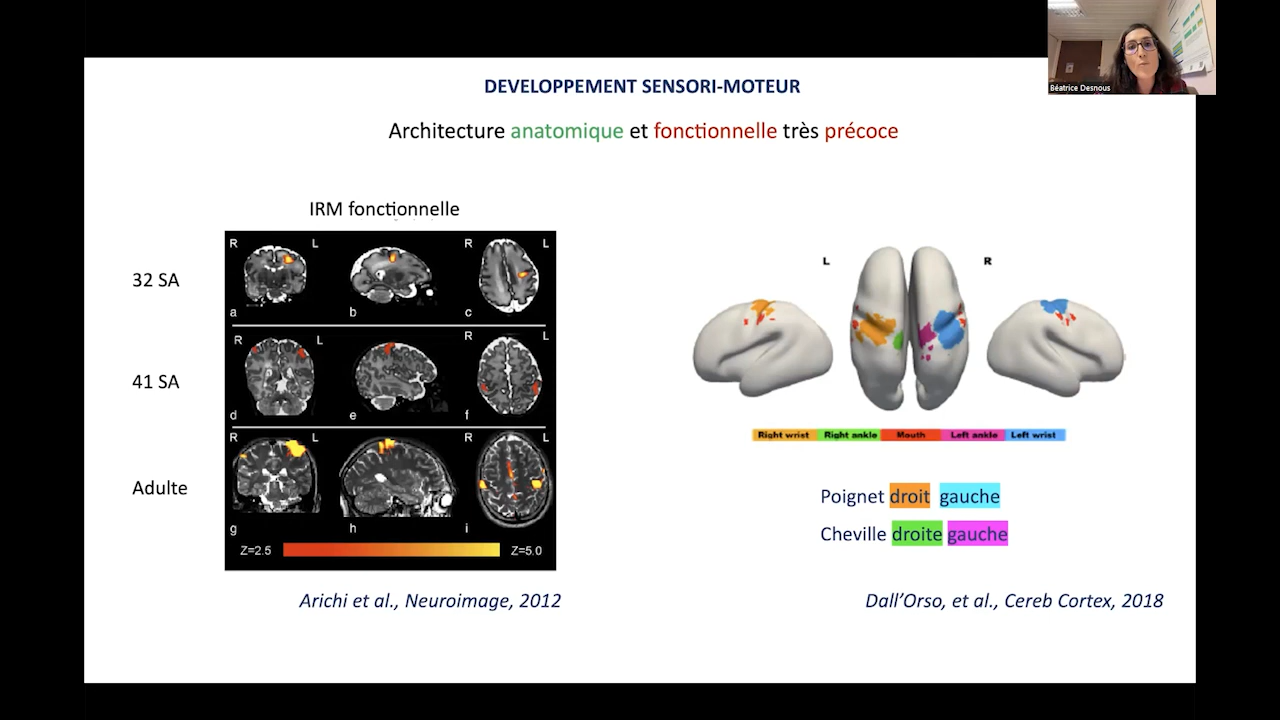 Béatrice Desnous
DEVELOPPEMENT SENSORI-MOTEUR
Architecture anatomique et fonctionnelle très précoce
IRM fonctionnelle
32 SA
R L R L
a b c
41 SA
R L R L
d e f
Adulte
R L R L
g h i
Z=2.5 Z=5.0
Arichi et al., Neuroimage, 2012
L R
Right wrist Right ankle Mouth Left ankle Left wrist
Poignet droit gauche
Cheville droite gauche
Dall'Orso, et al., Cereb Cortex, 2018